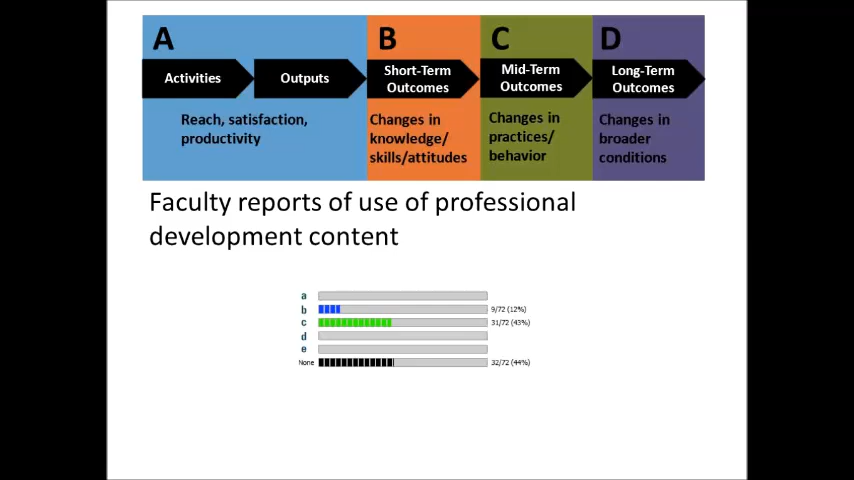 A
B
C
D
Activities
Outputs
Short-Term
Outcomes
Mid-Term
Outcomes
Long-Term
Outcomes
Reach, satisfaction,
productivity
Changes in
knowledge/
skills/attitudes
Changes in
practices/
behavior
Changes in
broader
conditions
Faculty reports of use of professional
development content
a
b 9/72 (12%)
c 31/72 (43%)
d
e
None 32/72 (44%)